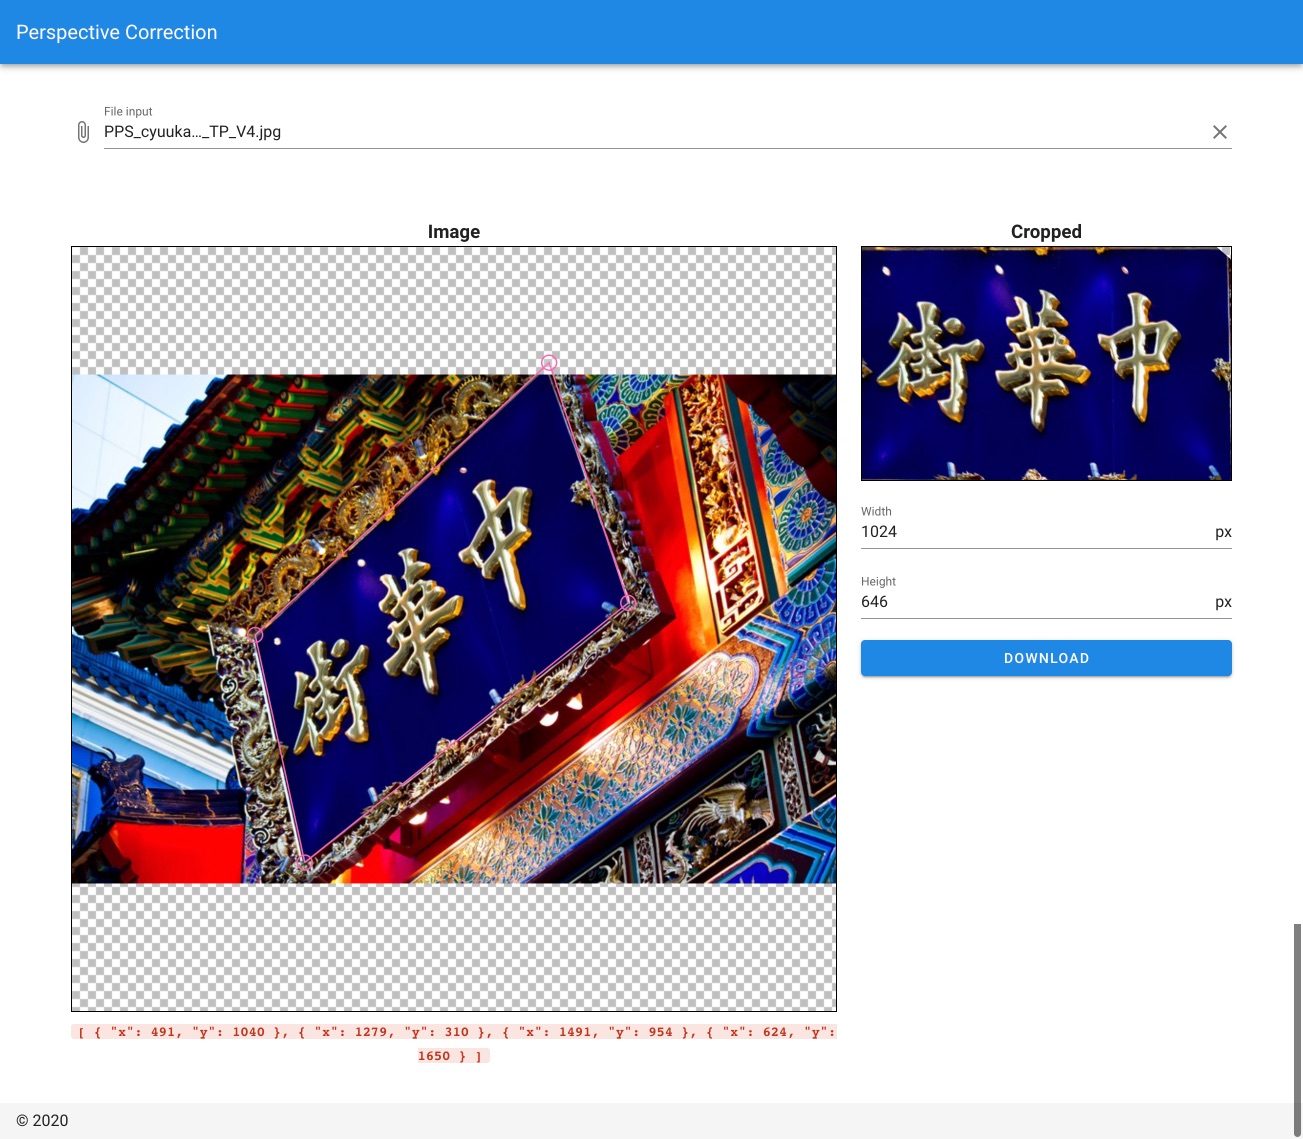 Perspective Correction
File input
PPS_cyuuka..._TP_V4.jpg
Image
Cropped
街華中
街華中
Width
1024 px
Height
646 px
DOWNLOAD
[ { "x": 491, "y": 1040 }, { "x": 1279, "y": 310 }, { "x": 1491, "y": 954 }, { "x": 624, "y":
1650 } ]
© 2020